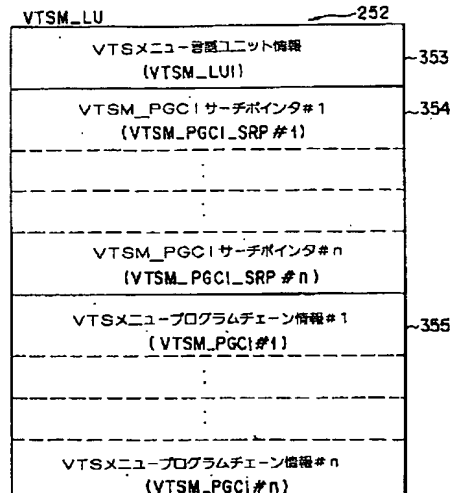 VTSM_LU 252
VTSメニュー言語ユニット情報
(VTSM_LUI)
353
VTSM_PGCIサーチポインタ#1
(VTSM_PGCI_SRP #1)
354
VTSM_PGCIサーチポインタ#n
(VTSM_PGCI_SRP #n)
VTSメニュープログラムチェーン情報#1
(VTSM_PGCI#1)
355
VTSメニュープログラムチェーン情報#n
(VTSM_PGCI#n)